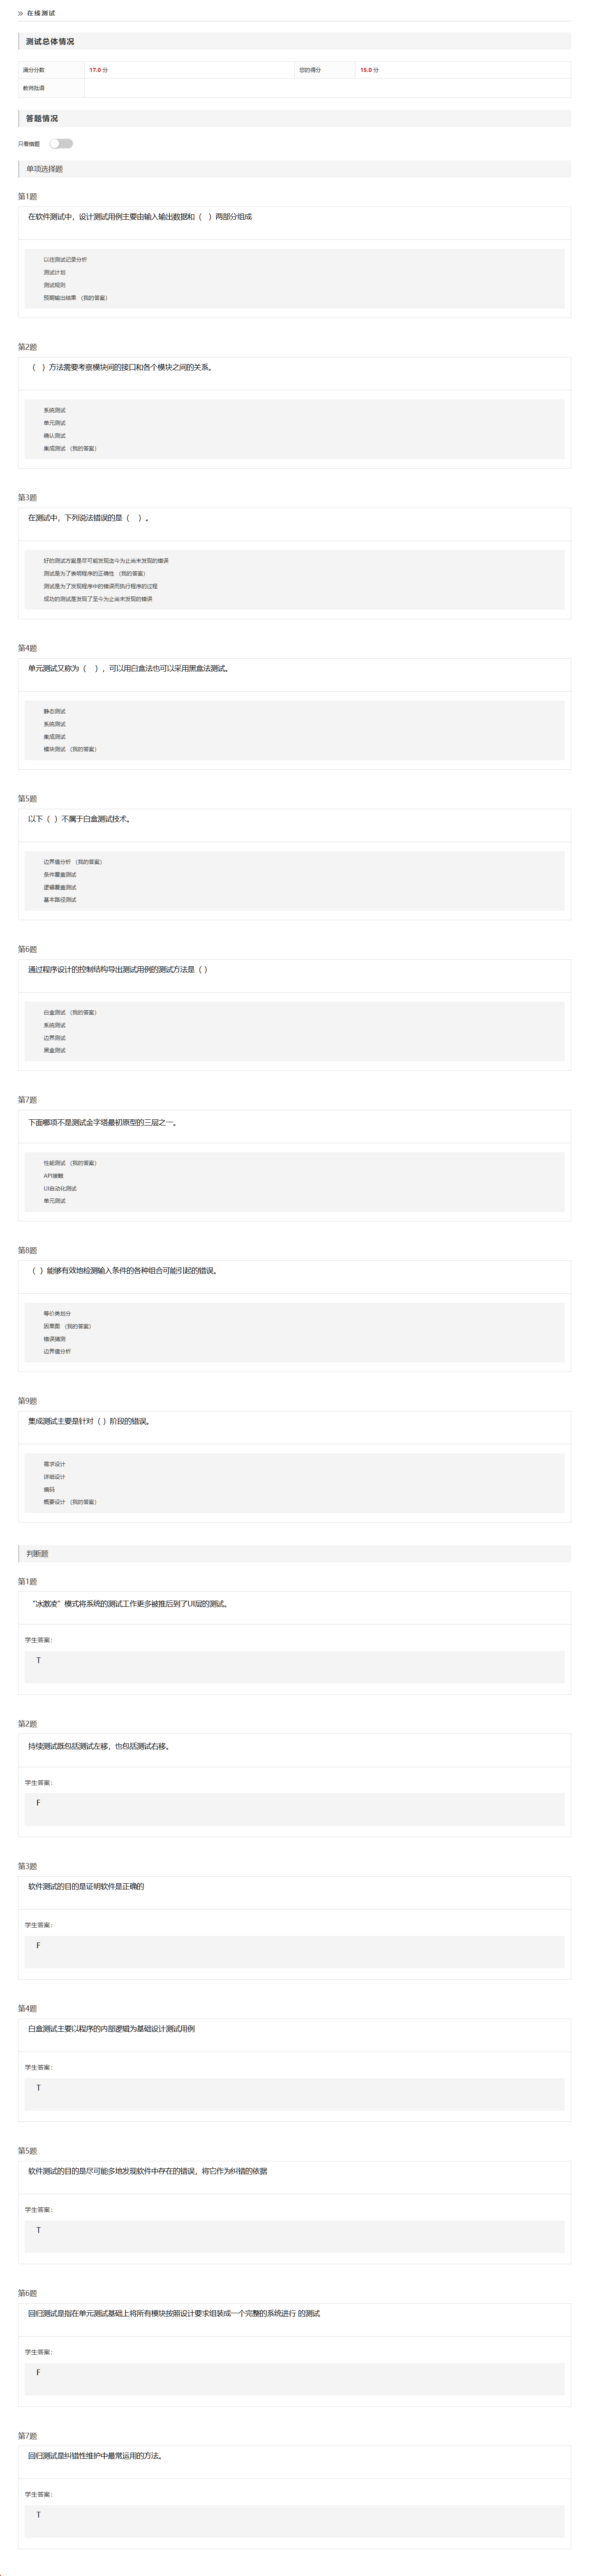 在线测试
测试总体情况
满分分数 17.0 分 您的得分 15.0 分
教师批语
答题情况
只看错题
单项选择题
第1题
在软件测试中，设计测试用例主要由输入输出数据和（ ）两部分组成
以往测试记录分析
测试计划
测试规则
预期输出结果 （我的答案）
第2题
（ ）方法需要考察模块间的接口和各个模块之间的关系。
系统测试
单元测试
确认测试
集成测试 （我的答案）
第3题
在测试中，下列说法错误的是（ ）。
好的测试方案是尽可能发现迄今为止尚未发现的错误
测试是为了表明程序的正确性 （我的答案）
测试是为了发现程序中的错误而执行程序的过程
成功的测试是发现了至今为止尚未发现的错误
第4题
单元测试又称为（ ），可以用白盒法也可以采用黑盒法测试。
静态测试
系统测试
集成测试
模块测试 （我的答案）
第5题
以下（ ）不属于白盒测试技术。
边界值分析 （我的答案）
条件覆盖测试
逻辑覆盖测试
基本路径测试
第6题
通过程序设计的控制结构导出测试用例的测试方法是（ ）
白盒测试 （我的答案）
系统测试
边界测试
黑盒测试
第7题
下面哪项不是测试金字塔最初原型的三层之一。
性能测试 （我的答案）
API接触
UI自动化测试
单元测试
第8题
（ ）能够有效地检测输入条件的各种组合可能引起的错误。
等价类划分
因果图 （我的答案）
错误猜测
边界值分析
第9题
集成测试主要是针对（ ）阶段的错误。
需求设计
详细设计
编码
概要设计 （我的答案）
判断题
第1题
“冰激凌”模式将系统的测试工作更多被推后到了UI层的测试。
学生答案：
T
第2题
持续测试既包括测试左移，也包括测试右移。
学生答案：
F
第3题
软件测试的目的是证明软件是正确的
学生答案：
F
第4题
白盒测试主要以程序的内部逻辑为基础设计测试用例
学生答案：
T
第5题
软件测试的目的是尽可能多地发现软件中存在的错误，将它作为纠错的依据
学生答案：
T
第6题
回归测试是指在单元测试基础上将所有模块按照设计要求组装成一个完整的系统进行 的测试
学生答案：
F
第7题
回归测试是纠错性维护中最常运用的方法。
学生答案：
T